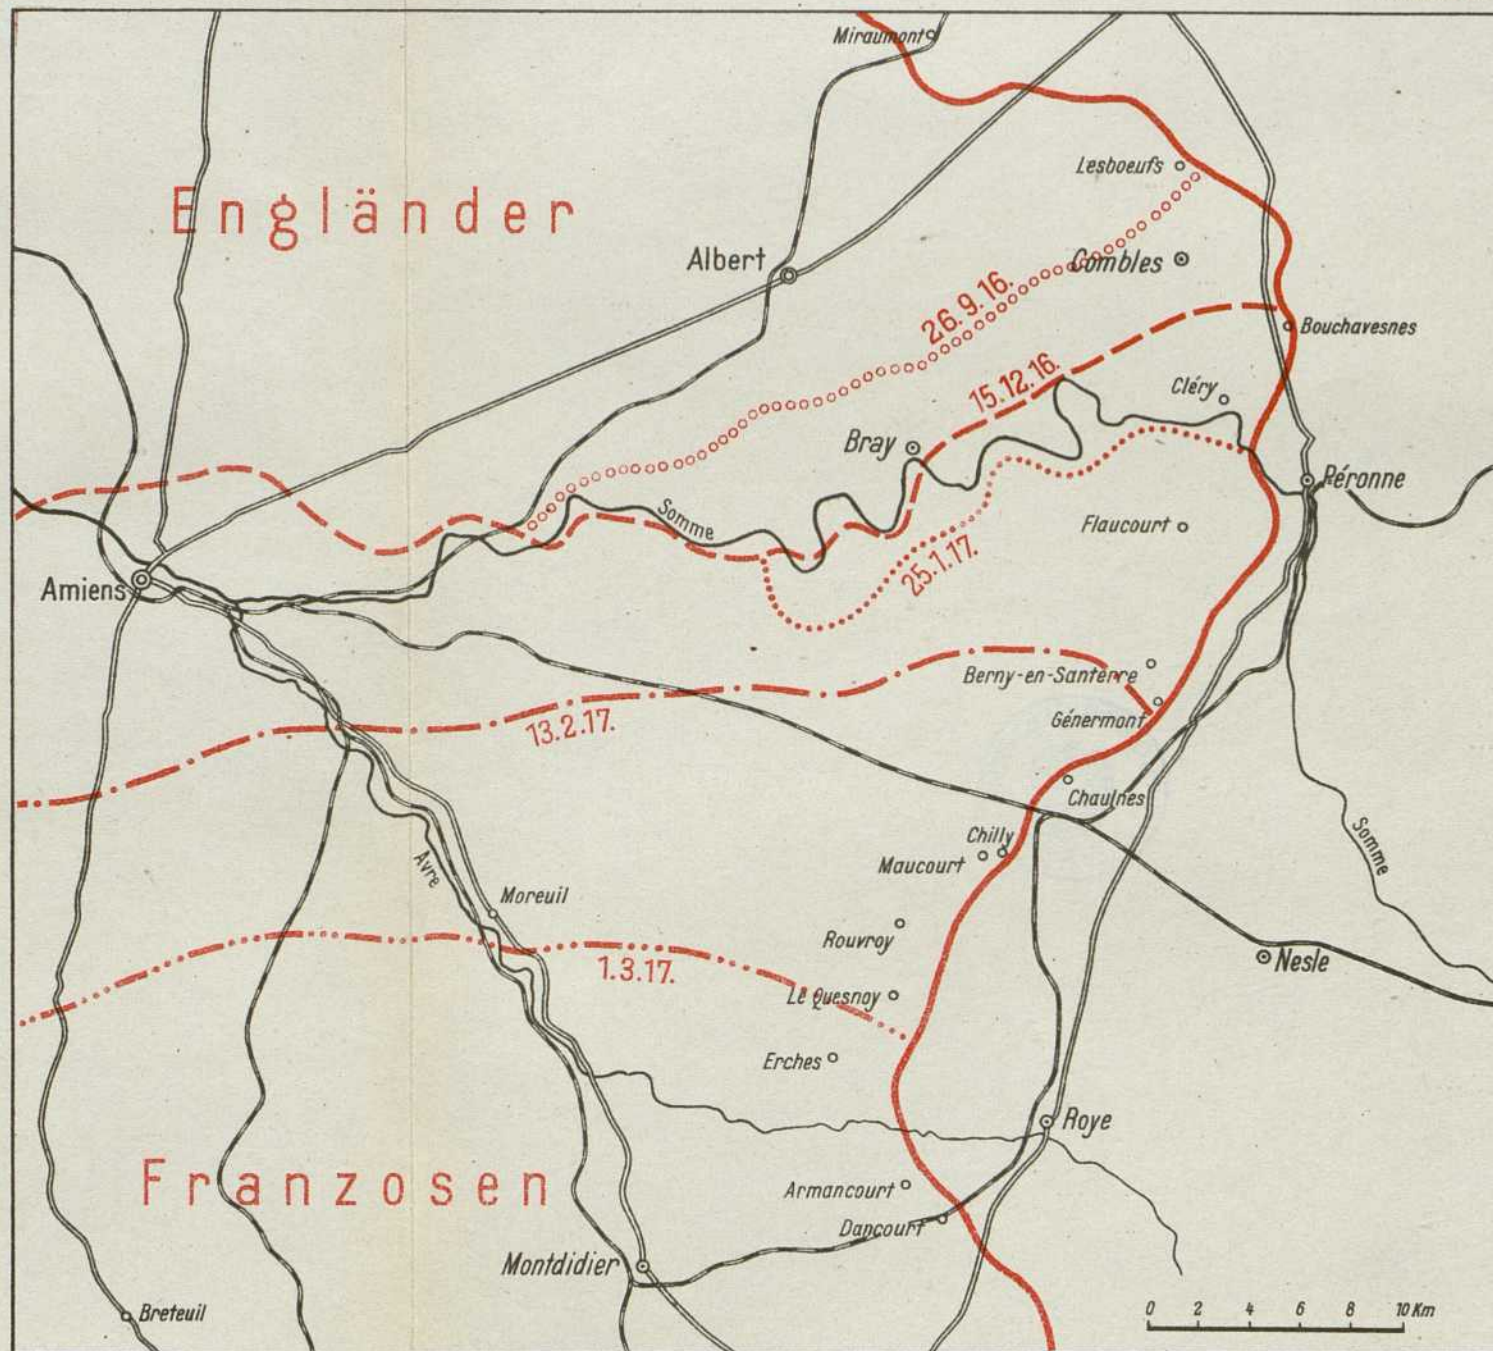 Miraumont
Lesboeufs
Engländer
Albert
Combles
26.9.16.
Bouchavesnes
15.12.16.
Cléry
Bray
Péronne
Somme
Flaucourt
25.1.17.
Amiens
Berny-en-Santerre
Génermont
13.2.17.
Chaulnes
Chilly
Maucourt
Somme
Avre
Moreuil
Rouvroy
1.3.17.
Nesle
Le Quesnoy
Erches
Roye
Franzosen
Armancourt
Dancourt
Montdidier
Breteuil
0 2 4 6 8 10 Km